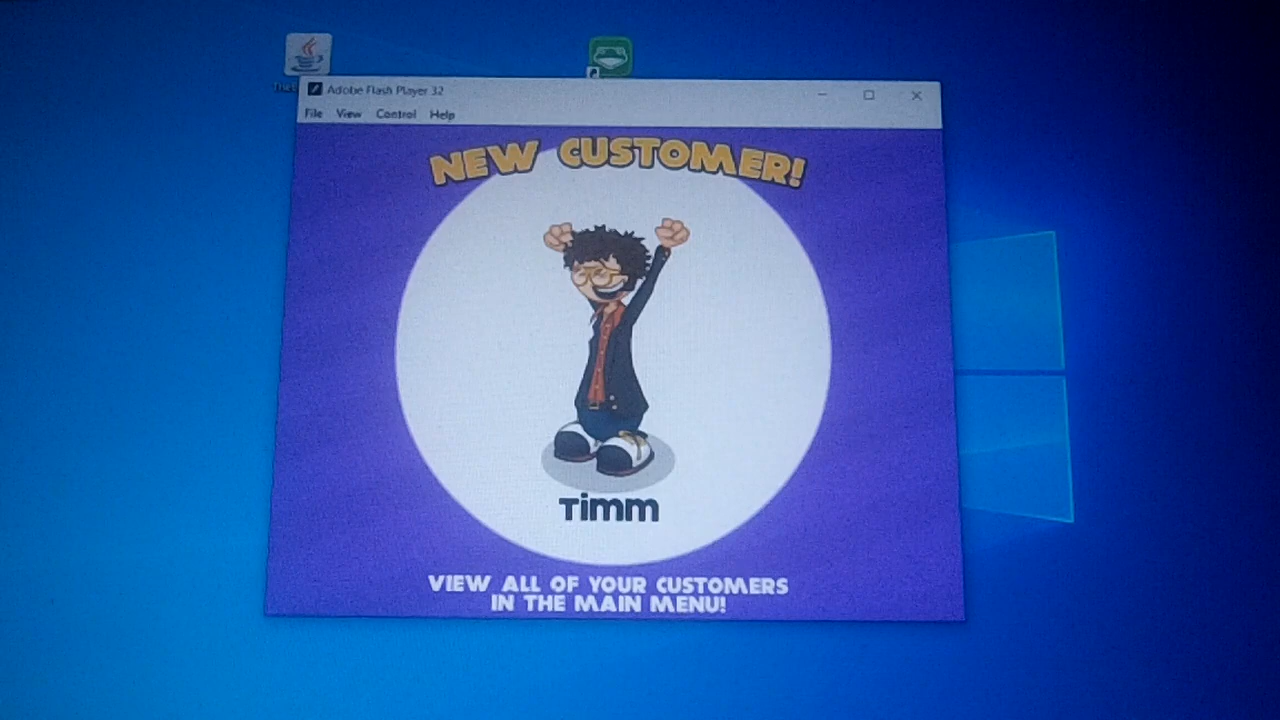 Adobe Flash Player 32
File View Control Help
NEW CUSTOMER!
Timm
VIEW ALL OF YOUR CUSTOMERS
IN THE MAIN MENU!